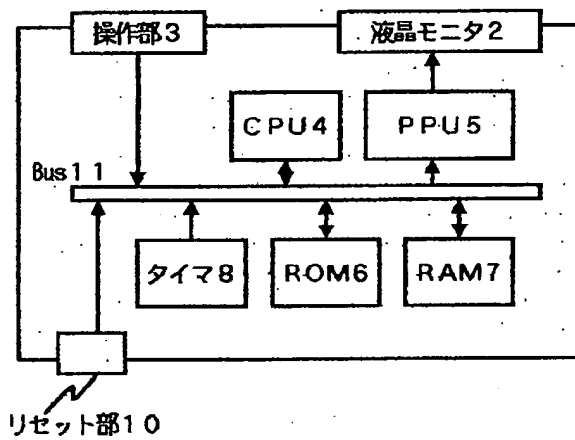 操作部3
液晶モニタ2
CPU4
PPU5
Bus11
タイマ8
ROM6
RAM7
リセット部10